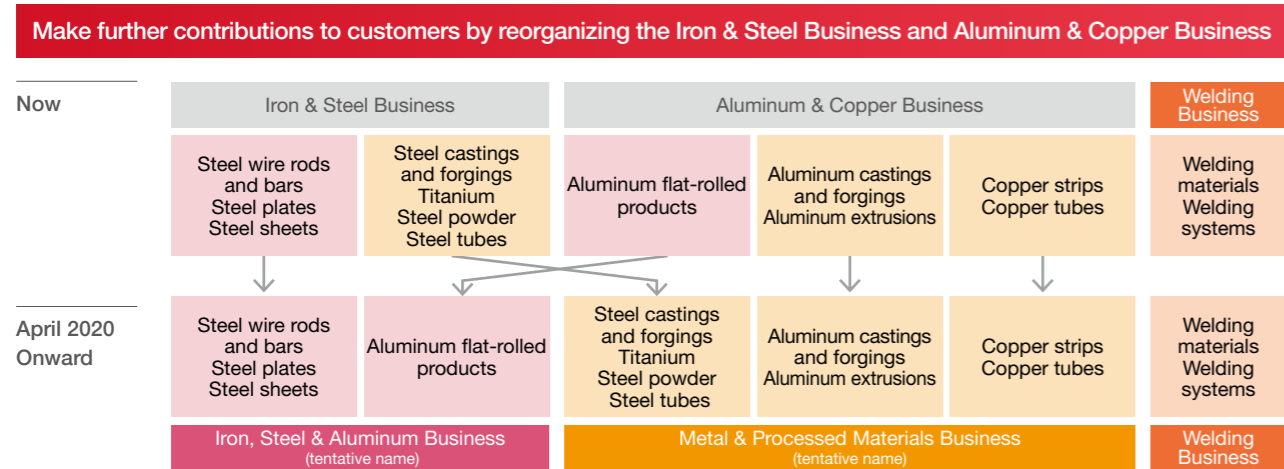 Make further contributions to customers by reorganizing the Iron & Steel Business and Aluminum & Copper Business
Now
Iron & Steel Business
Aluminum & Copper Business
Welding
Business
Steel wire rods
and bars
Steel plates
Steel sheets
Steel castings
and forgings
Titanium
Steel powder
Steel tubes
Aluminum flat-rolled
products
Aluminum castings
and forgings
Aluminum extrusions
Copper strips
Copper tubes
Welding
materials
Welding
systems
April 2020
Onward
Steel wire rods
and bars
Steel plates
Steel sheets
Aluminum flat-rolled
products
Steel castings
and forgings
Titanium
Steel powder
Steel tubes
Aluminum castings
and forgings
Aluminum extrusions
Copper strips
Copper tubes
Welding
materials
Welding
systems
Iron, Steel & Aluminum Business
(tentative name)
Metal & Processed Materials Business
(tentative name)
Welding
Business